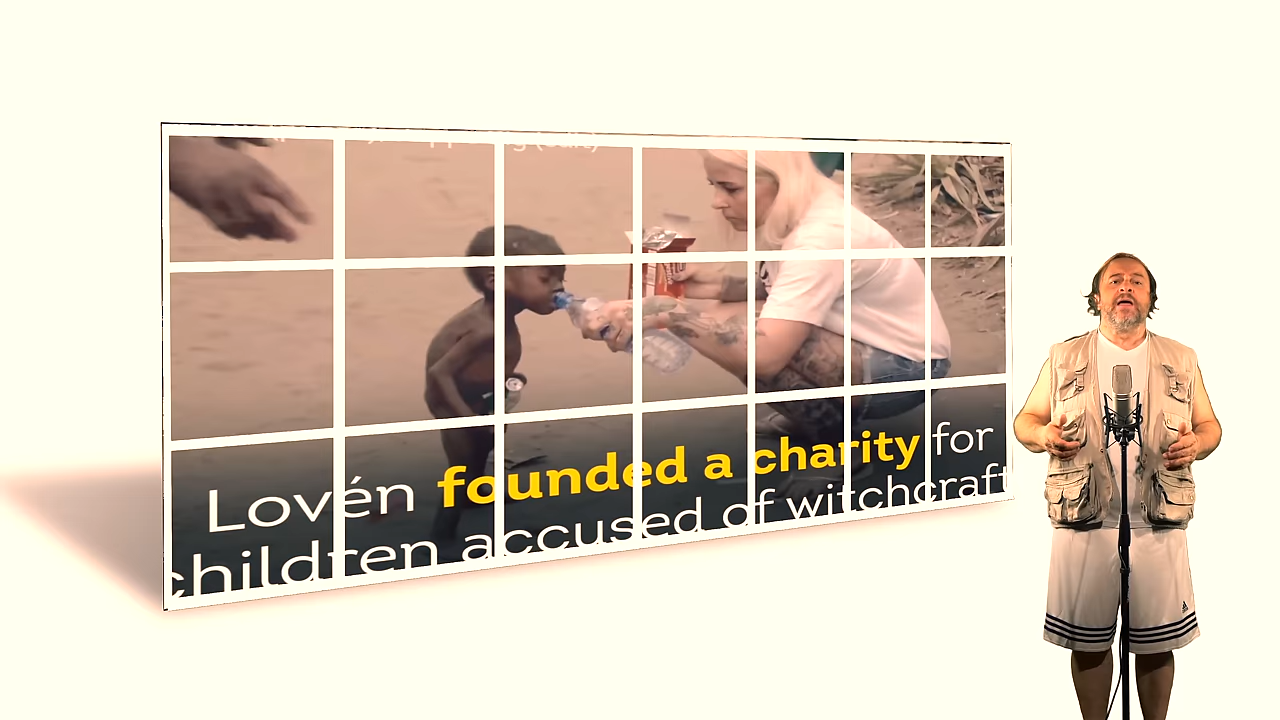 Lovén founded a charity for
children accused of witchcraft